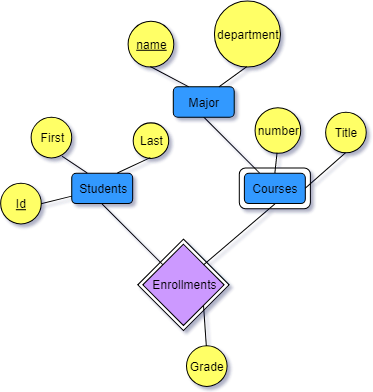 department
name
Major
First
Last
number
Title
Students
Courses
Id
Enrollments
Grade